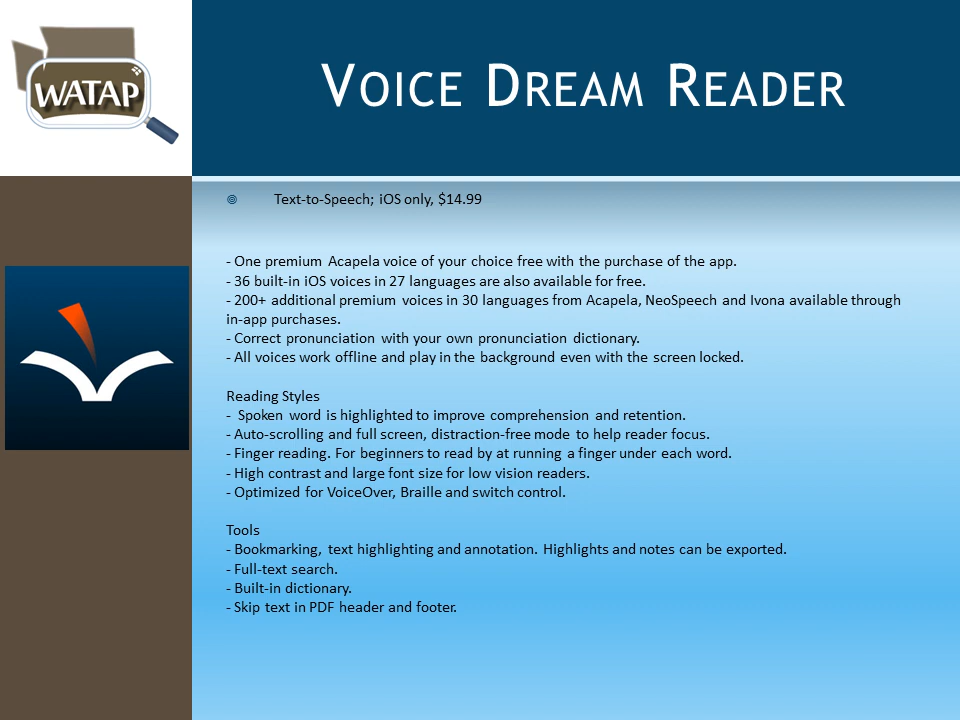 WATAP
VOICE DREAM READER
Text-to-Speech; iOS only, $14.99
- One premium Acapela voice of your choice free with the purchase of the app.
- 36 built-in iOS voices in 27 languages are also available for free.
- 200+ additional premium voices in 30 languages from Acapela, NeoSpeech and Ivona available through
in-app purchases.
- Correct pronunciation with your own pronunciation dictionary.
- All voices work offline and play in the background even with the screen locked.
Reading Styles
- Spoken word is highlighted to improve comprehension and retention.
- Auto-scrolling and full screen, distraction-free mode to help reader focus.
- Finger reading. For beginners to read by at running a finger under each word.
- High contrast and large font size for low vision readers.
- Optimized for VoiceOver, Braille and switch control.
Tools
- Bookmarking, text highlighting and annotation. Highlights and notes can be exported.
- Full-text search.
- Built-in dictionary.
- Skip text in PDF header and footer.